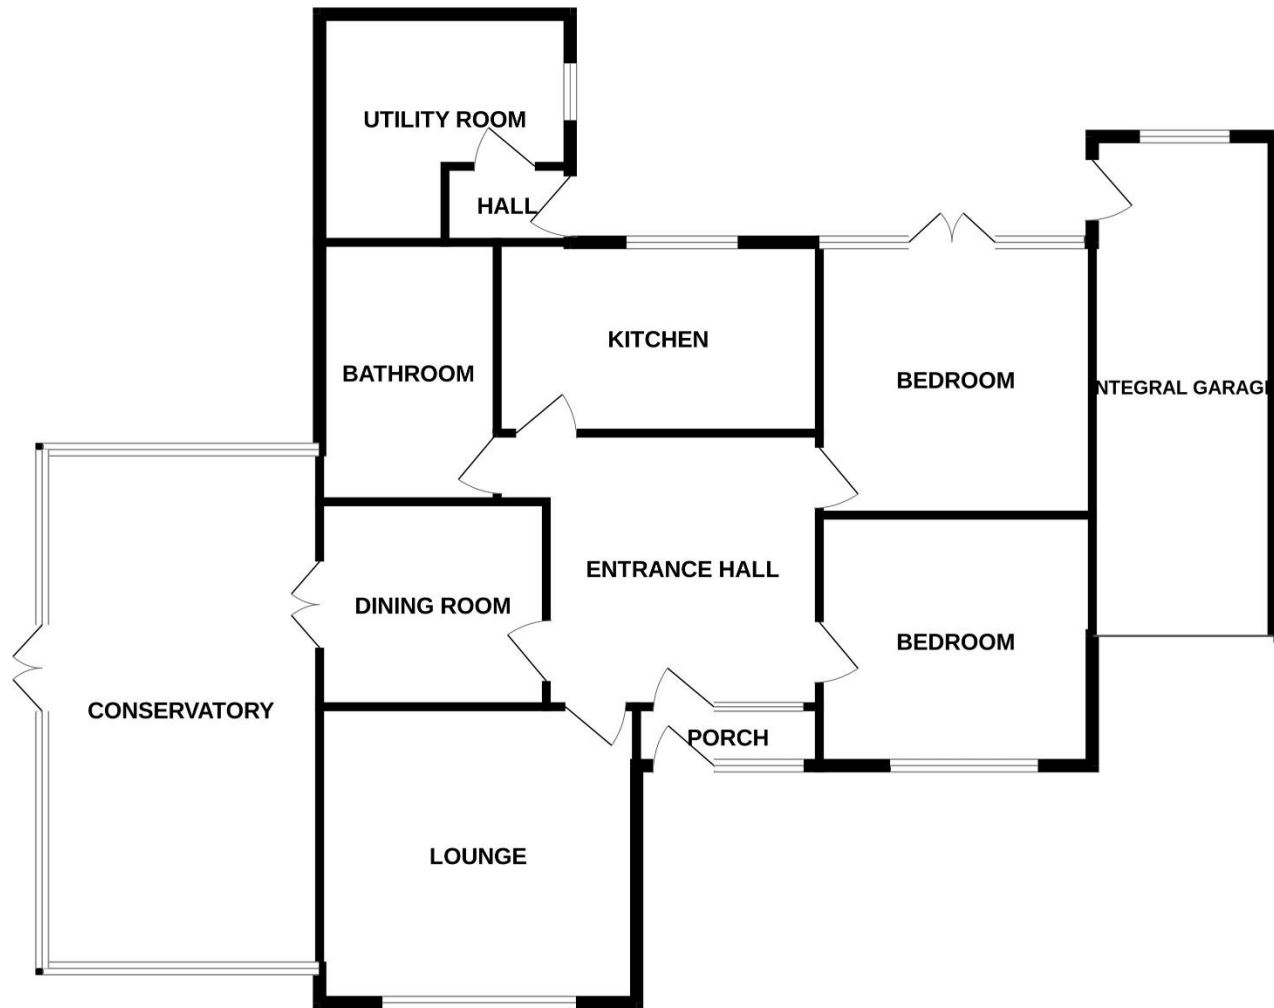 UTILITY ROOM
HALL
KITCHEN
BATHROOM
BEDROOM
NTEGRAL GARAG
ENTRANCE HALL
DINING ROOM
BEDROOM
CONSERVATORY
PORCH
LOUNGE